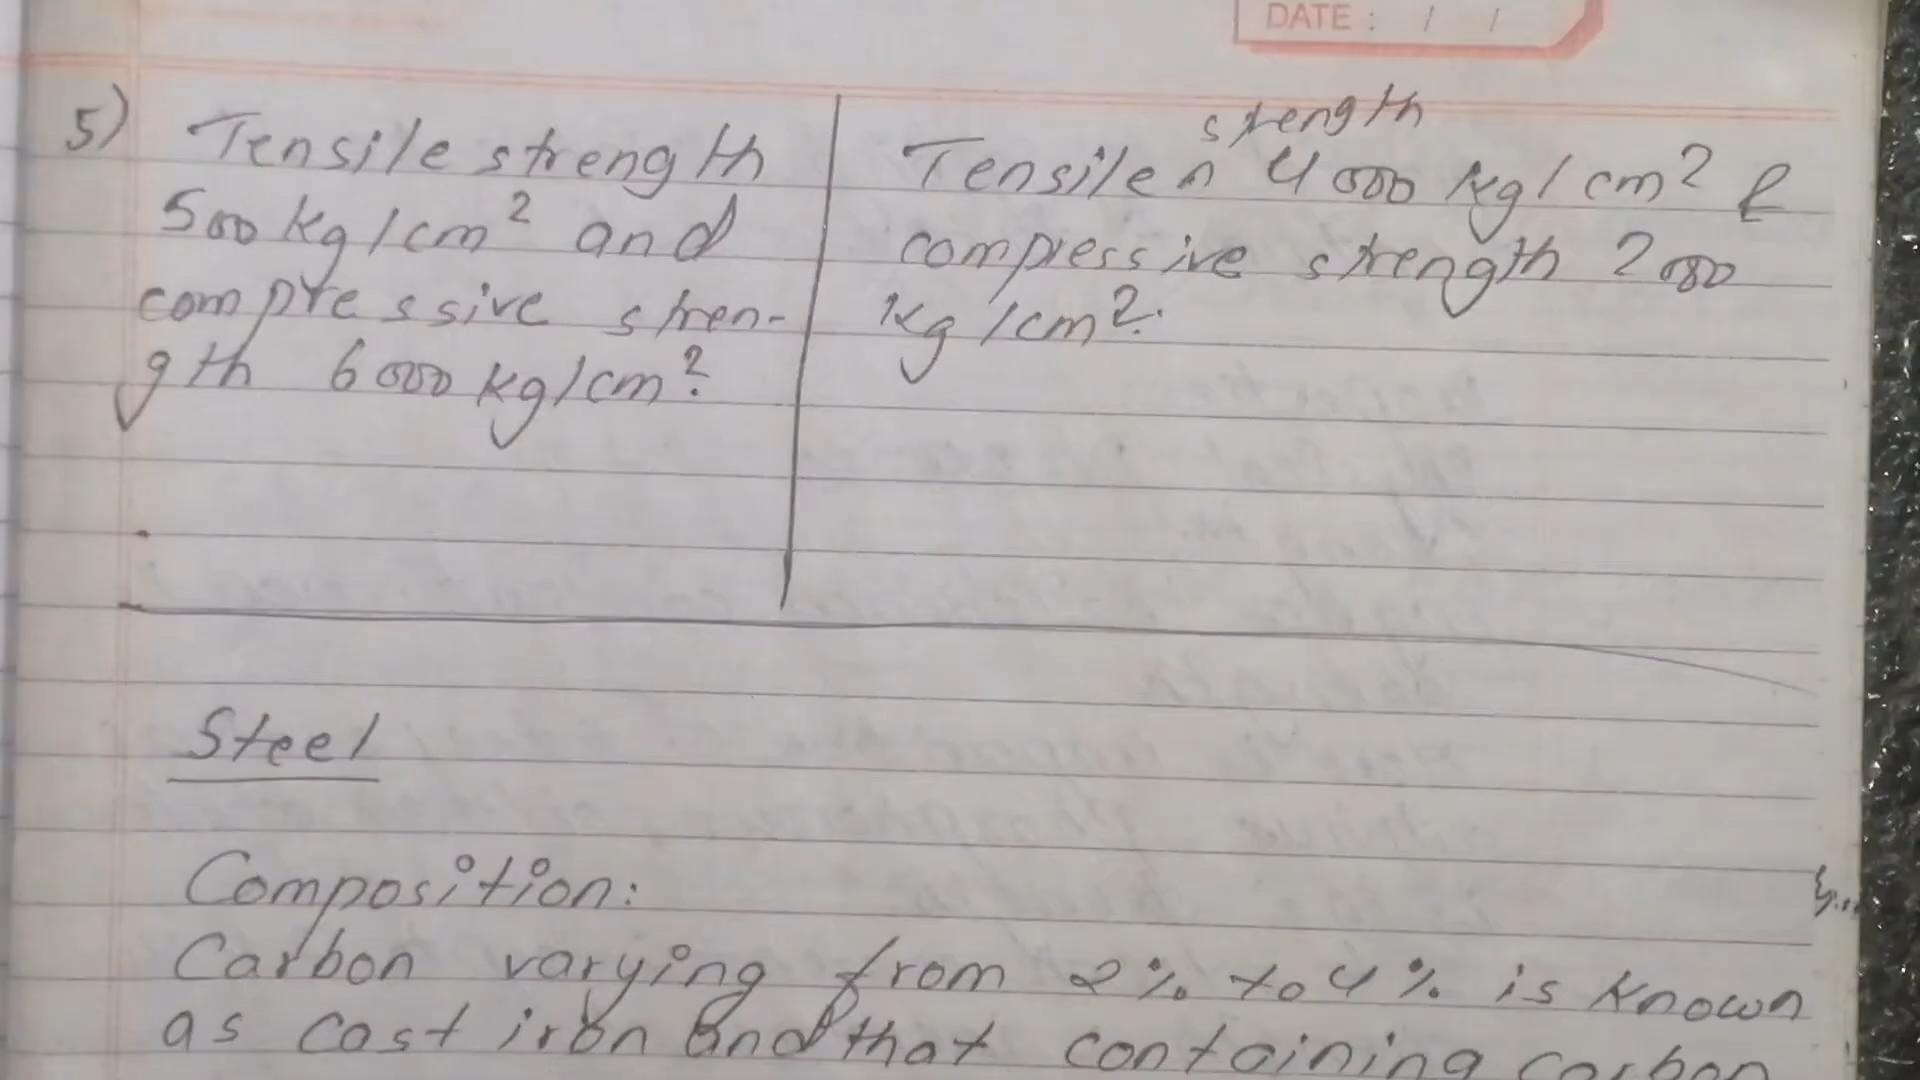 DATE : / /
5) Tensile strength
500 kg/cm² and
compressive stren-
gth 6000 kg/cm².
strength
Tensile ^ 4000 kg/cm² &
compressive strength 2000
kg/cm².
Steel
Composition:
Carbon varying from 2% to 4% is known
as cast iron and that containing carbon